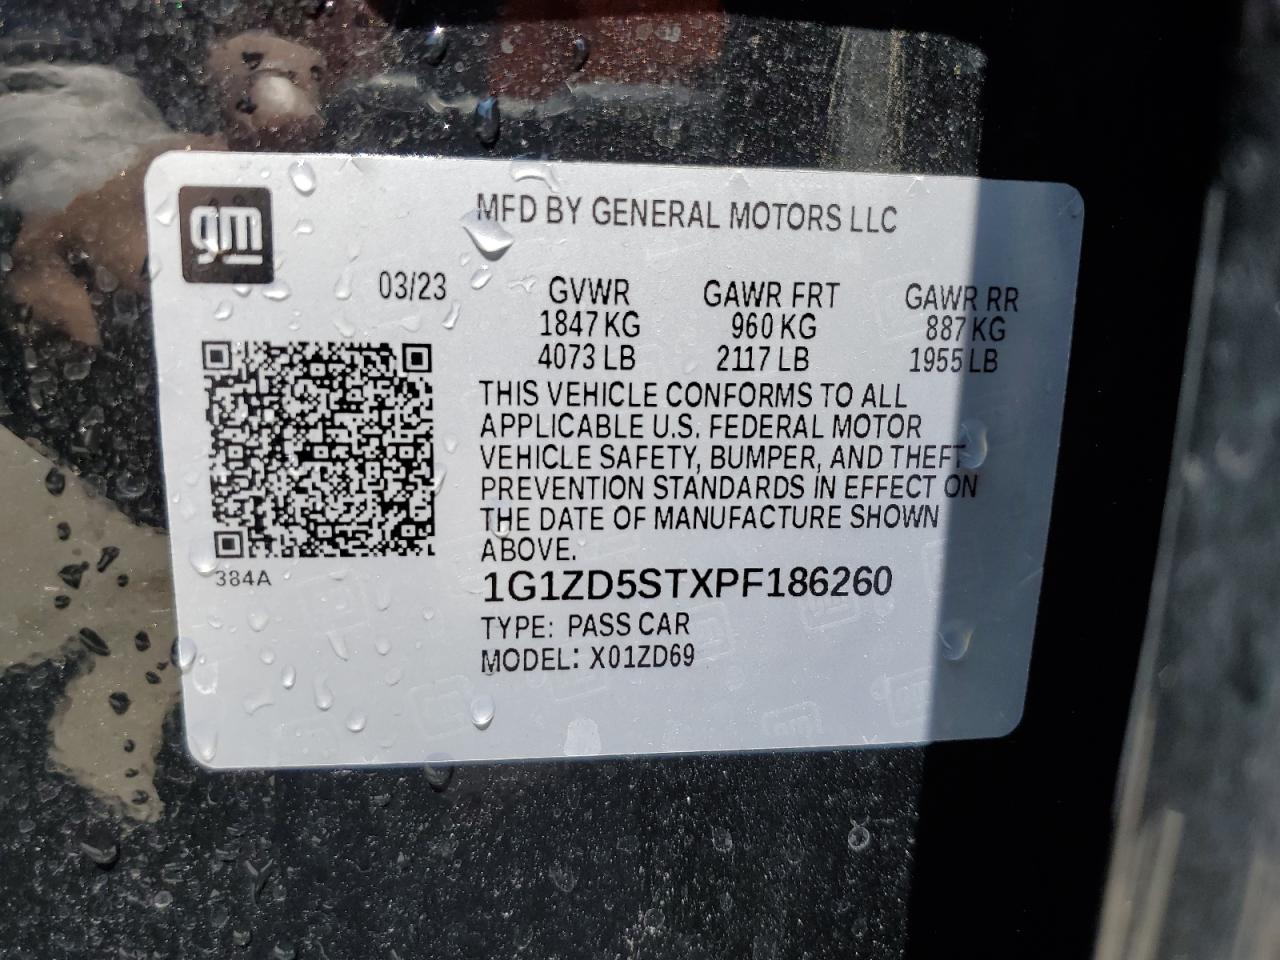 gm
MFD BY GENERAL MOTORS LLC
03/23
GVWR GAWR FRT GAWR RR
1847 KG 960 KG 887 KG
4073 LB 2117 LB 1955 LB
THIS VEHICLE CONFORMS TO ALL
APPLICABLE U.S. FEDERAL MOTOR
VEHICLE SAFETY, BUMPER, AND THEFT
PREVENTION STANDARDS IN EFFECT ON
THE DATE OF MANUFACTURE SHOWN
ABOVE.
384A
1G1ZD5STXPF186260
TYPE: PASS CAR
MODEL: X01ZD69